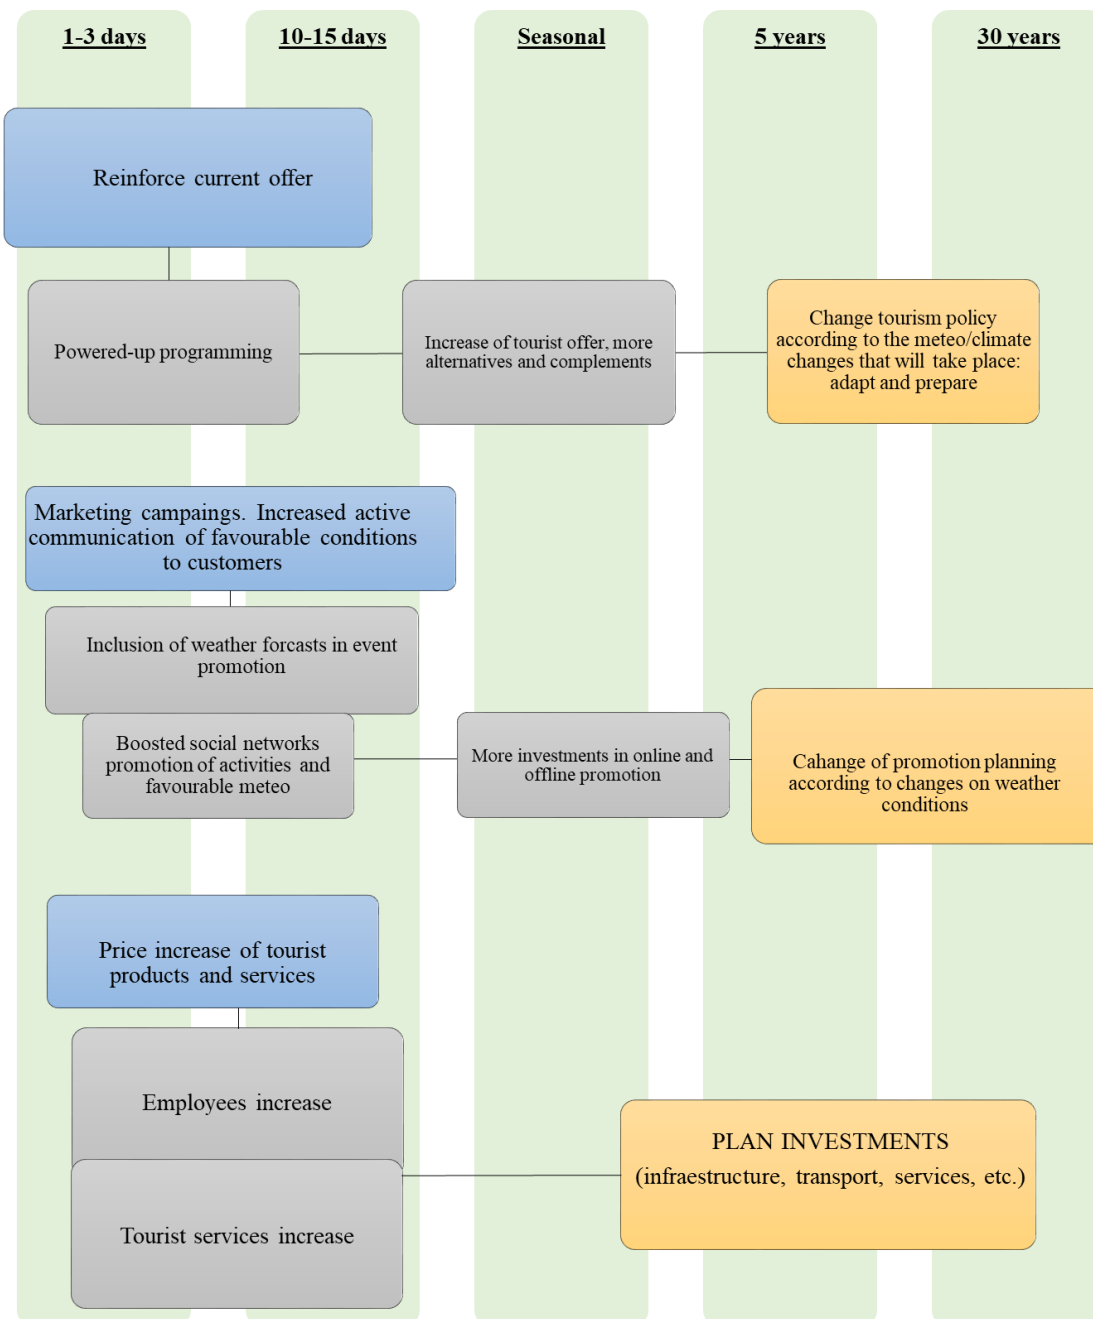 1-3 days
10-15 days
Seasonal
5 years
30 years
Reinforce current offer
Powered-up programming
Increase of tourist offer, more
alternatives and complements
Change tourism policy
according to the meteo/climate
changes that will take place:
adapt and prepare
Marketing campaings. Increased active
communication of favourable conditions
to customers
Inclusion of weather forcasts in event
promotion
Boosted social networks
promotion of activities and
favourable meteo
More investments in online and
offline promotion
Cahange of promotion planning
according to changes on weather
conditions
Price increase of tourist
products and services
Employees increase
Tourist services increase
PLAN INVESTMENTS
(infraestructure, transport, services, etc.)